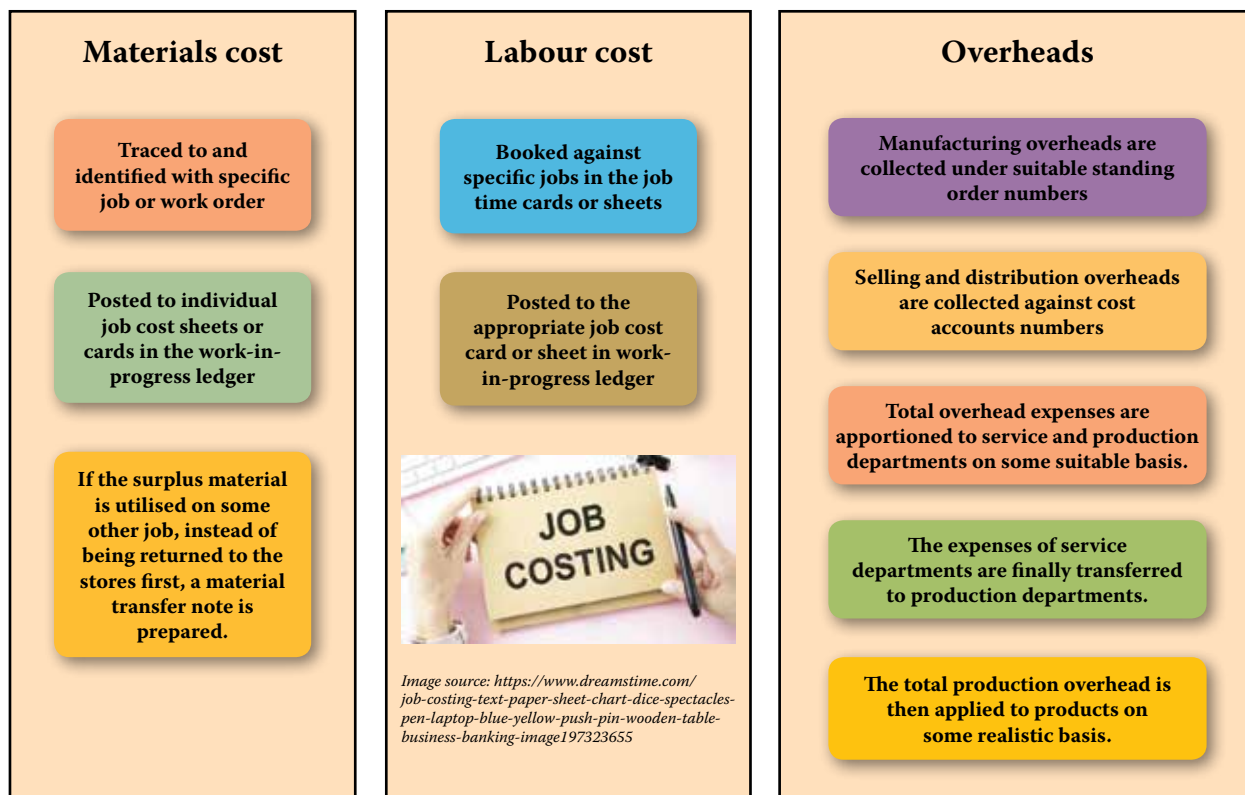 Materials cost
Traced to and
identified with specific
job or work order
Posted to individual
job cost sheets or
cards in the work-in-
progress ledger
If the surplus material
is utilised on some
other job, instead of
being returned to the
stores first, a material
transfer note is
prepared.
Labour cost
Booked against
specific jobs in the job
time cards or sheets
Posted to the
appropriate job cost
card or sheet in work-
in-progress ledger
JOB
COSTING
Image source: https://www.dreamstime.com/
job-costing-text-paper-sheet-chart-dice-spectacles-
pen-laptop-blue-yellow-push-pin-wooden-table-
business-banking-image197323655
Overheads
Manufacturing overheads are
collected under suitable standing
order numbers
Selling and distribution overheads
are collected against cost
accounts numbers
Total overhead expenses are
apportioned to service and production
departments on some suitable basis.
The expenses of service
departments are finally transferred
to production departments.
The total production overhead is
then applied to products on
some realistic basis.